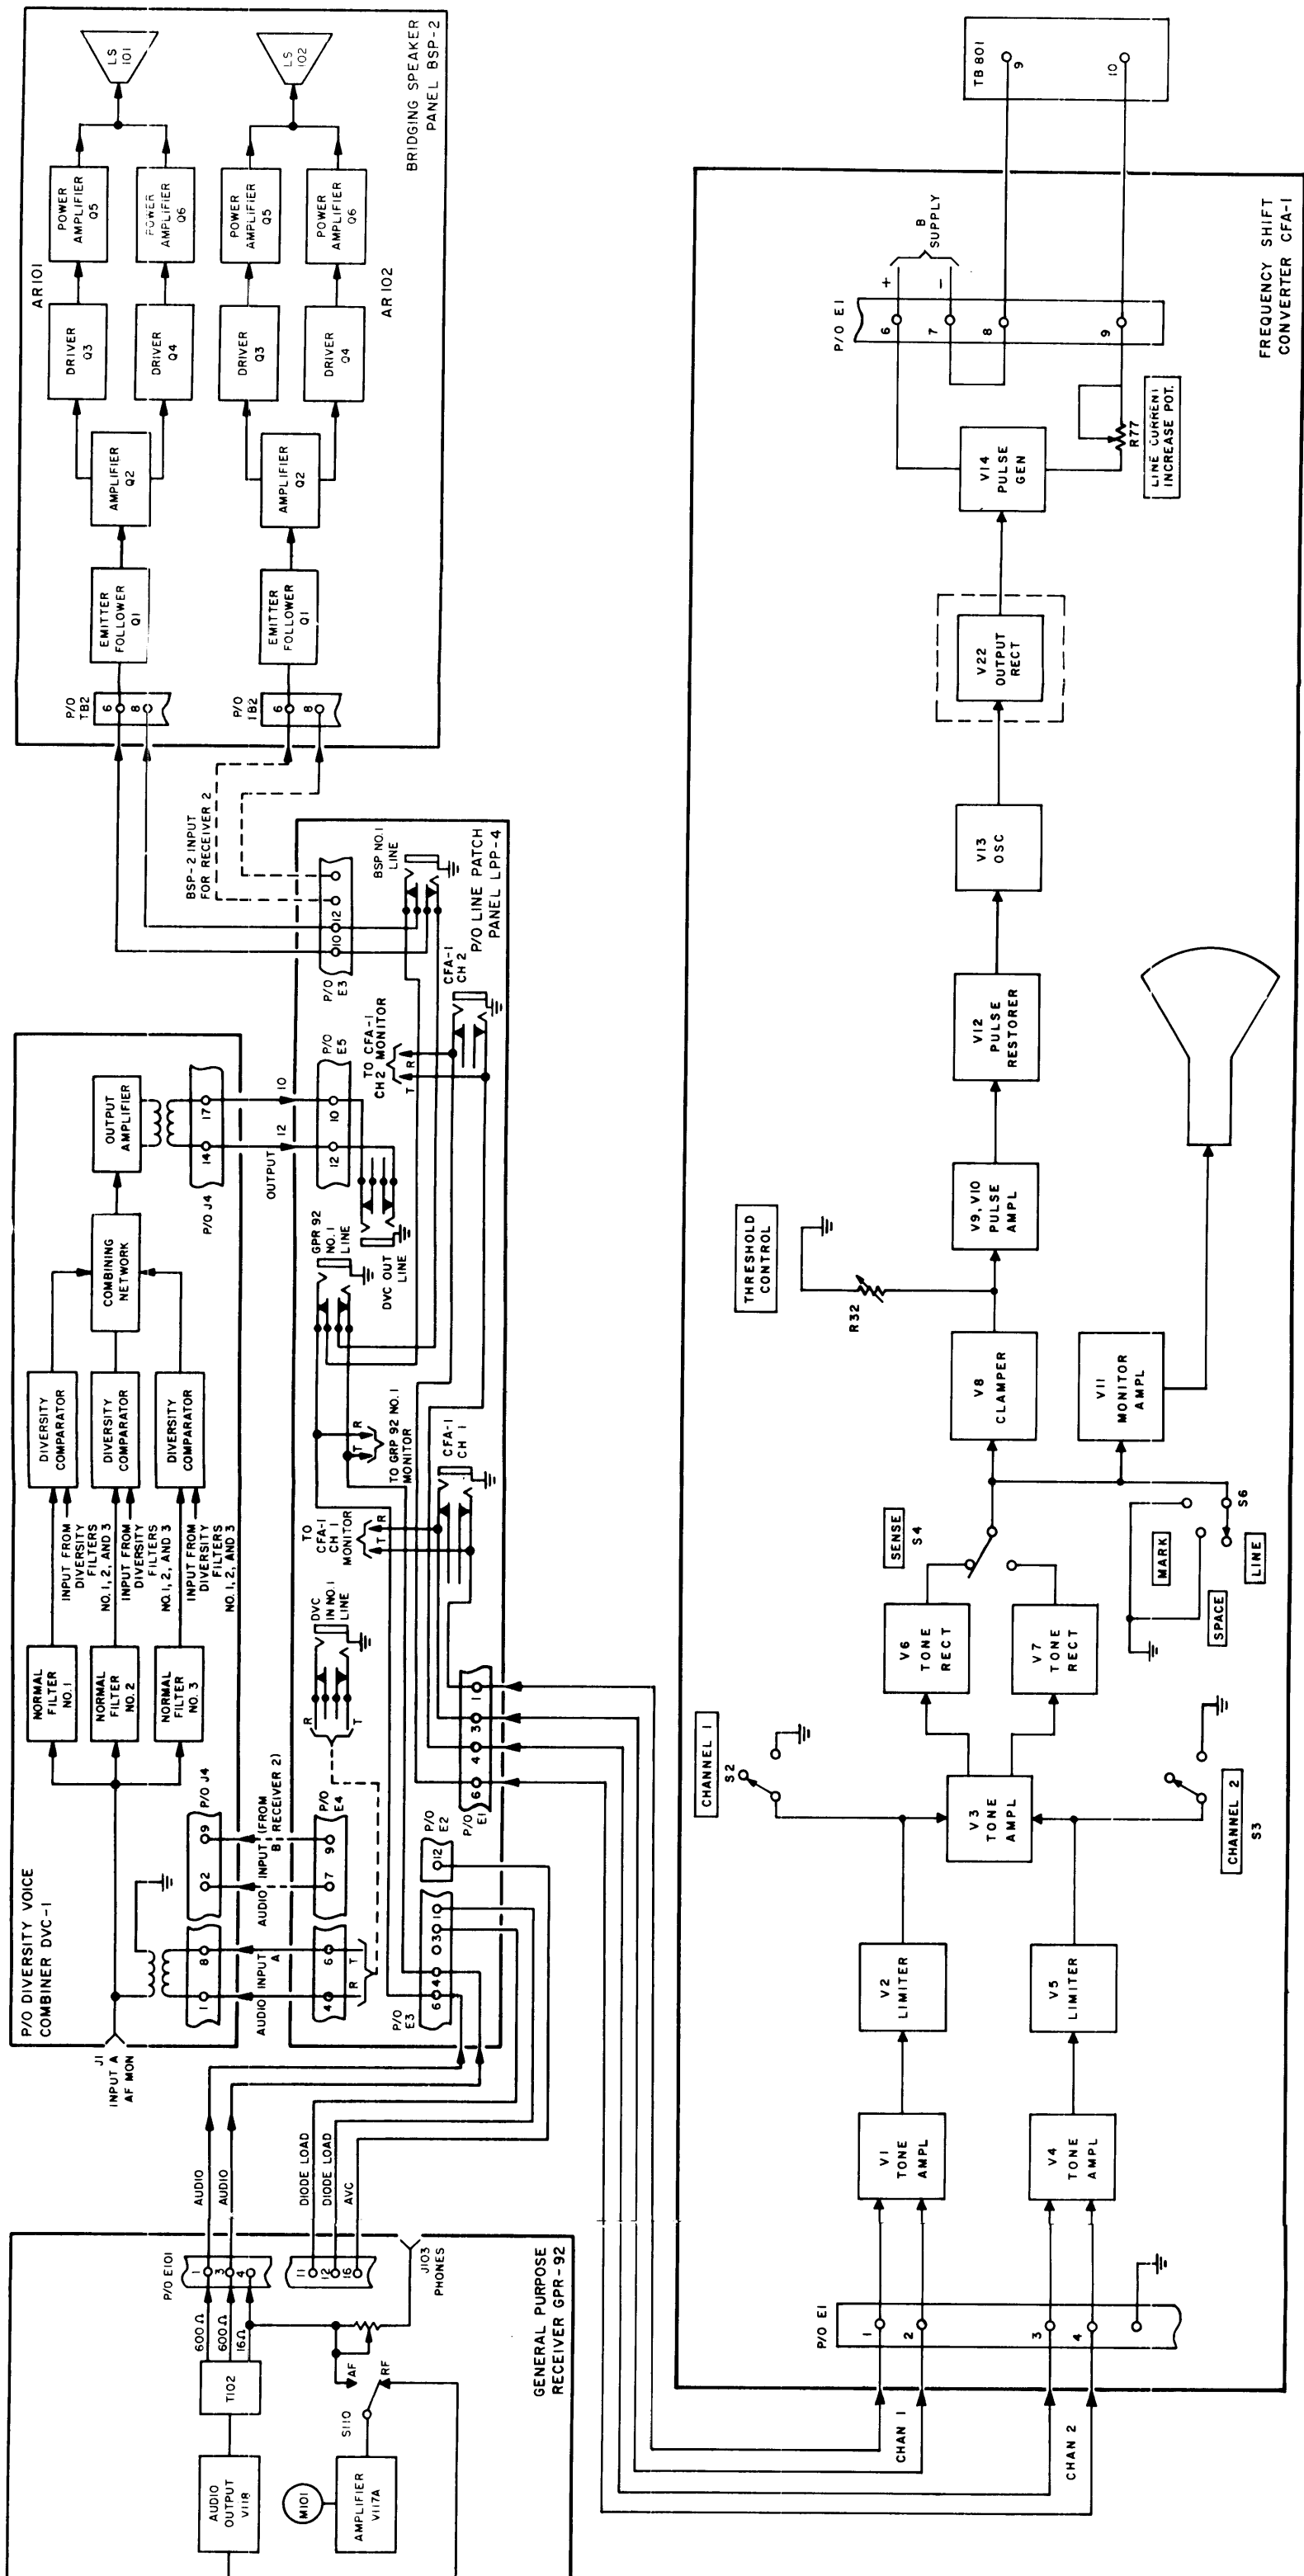 GENERAL PURPOSE
RECEIVER GPR-92
AUDIO
OUTPUT
V118
T102
600Ω
600Ω
16Ω
P/O E101
1
3
4
AUDIO
AUDIO
M101
AMPLIFIER
V117A
S110
AF
RF
11
12
16
DIODE LOAD
DIODE LOAD
AVC
J103
PHONES
P/O DIVERSITY VOICE
COMBINER DVC-1
J1
INPUT A
AF MON
NORMAL
FILTER
NO.1
NORMAL
FILTER
NO.2
NORMAL
FILTER
NO. 3
INPUT FROM
DIVERSITY
FILTERS
NO. 1, 2, AND 3
INPUT FROM
DIVERSITY
FILTERS
NO. 1, 2, AND 3
INPUT FROM
DIVERSITY
FILTERS
NO. 1, 2, AND 3
DIVERSITY
COMPARATOR
DIVERSITY
COMPARATOR
DIVERSITY
COMPARATOR
COMBINING
NETWORK
OUTPUT
AMPLIFIER
1
8
2
9
P/O J4
14
17
P/O J4
AUDIO INPUT
A
AUDIO INPUT (FROM
B RECEIVER 2)
OUTPUT
12
10
P/O LINE PATCH
PANEL LPP-4
4
6
7
9
P/O
E4
R
T
DVC
IN NO.1
LINE
R
T
P/O
E3
6
4
3
1
P/O
E2
12
P/O
E1
6
4
3
1
TO
CFA-1
CH 1
MONITOR
T
R
CFA-1
CH 1
TO GRP 92 NO.1
MONITOR
T
R
GPR 92
NO. 1
LINE
DVC OUT
LINE
12
10
P/O
E5
TO CFA-1
CH 2 MONITOR
T
R
CFA-1
CH 2
P/O
E3
10
12
BSP NO.1
LINE
BSP-2 INPUT
FOR RECEIVER 2
BRIDGING SPEAKER
PANEL BSP-2
P/O
TB2
6
8
P/O
TB2
6
8
EMITTER
FOLLOWER
Q1
AMPLIFIER
Q2
DRIVER
Q3
DRIVER
Q4
AR101
POWER
AMPLIFIER
Q5
POWER
AMPLIFIER
Q6
LS
101
EMITTER
FOLLOWER
Q1
AMPLIFIER
Q2
DRIVER
Q3
DRIVER
Q4
AR102
POWER
AMPLIFIER
Q5
POWER
AMPLIFIER
Q6
LS
102
FREQUENCY SHIFT
CONVERTER CFA-1
CHAN 1
CHAN 2
P/O E1
1
2
3
4
V1
TONE
AMPL
V2
LIMITER
V4
TONE
AMPL
V5
LIMITER
CHANNEL 1
S2
V3
TONE
AMPL
CHANNEL 2
S3
V6
TONE
RECT
V7
TONE
RECT
SENSE
S4
MARK
SPACE
LINE
S6
V8
CLAMPER
V11
MONITOR
AMPL
THRESHOLD
CONTROL
R32
V9, V10
PULSE
AMPL
V12
PULSE
RESTORER
V13
OSC
V22
OUTPUT
RECT
V14
PULSE
GEN
R77
LINE CURRENT
INCREASE POT.
P/O E1
6
7
8
9
+
-
B
SUPPLY
TB 801
9
10